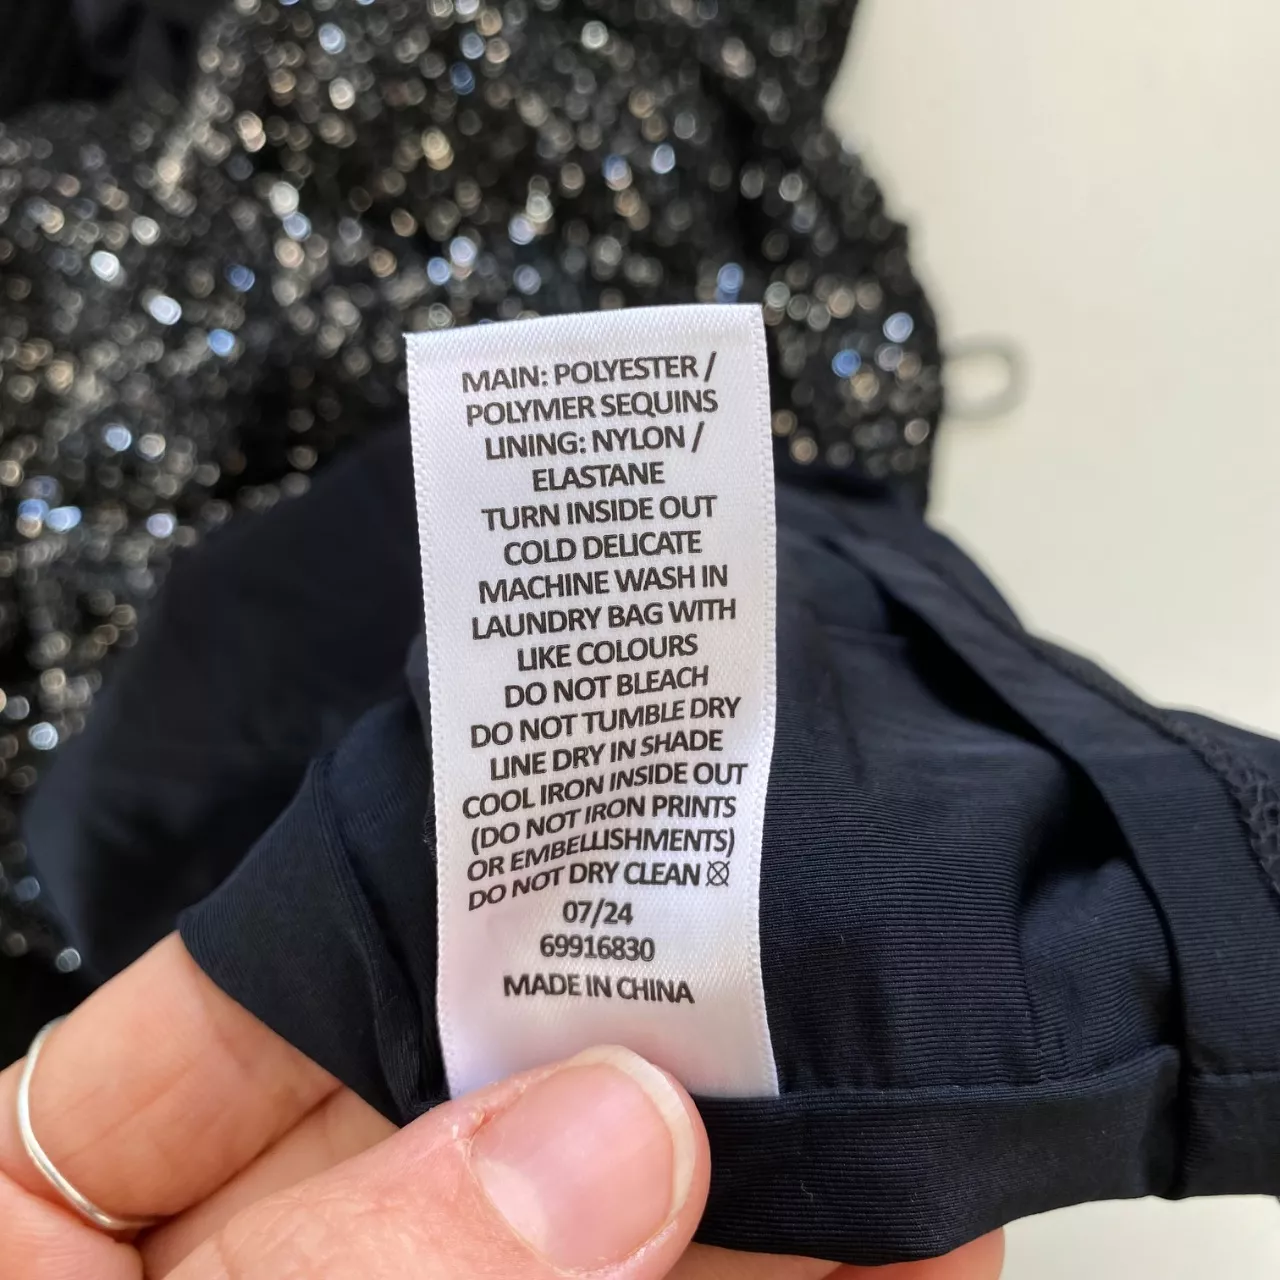 MAIN: POLYESTER /
POLYMER SEQUINS
LINING: NYLON /
ELASTANE
TURN INSIDE OUT
COLD DELICATE
MACHINE WASH IN
LAUNDRY BAG WITH
LIKE COLOURS
DO NOT BLEACH
DO NOT TUMBLE DRY
LINE DRY IN SHADE
COOL IRON INSIDE OUT
(DO NOT IRON PRINTS
OR EMBELLISHMENTS)
DO NOT DRY CLEAN
07/24
69916830
MADE IN CHINA